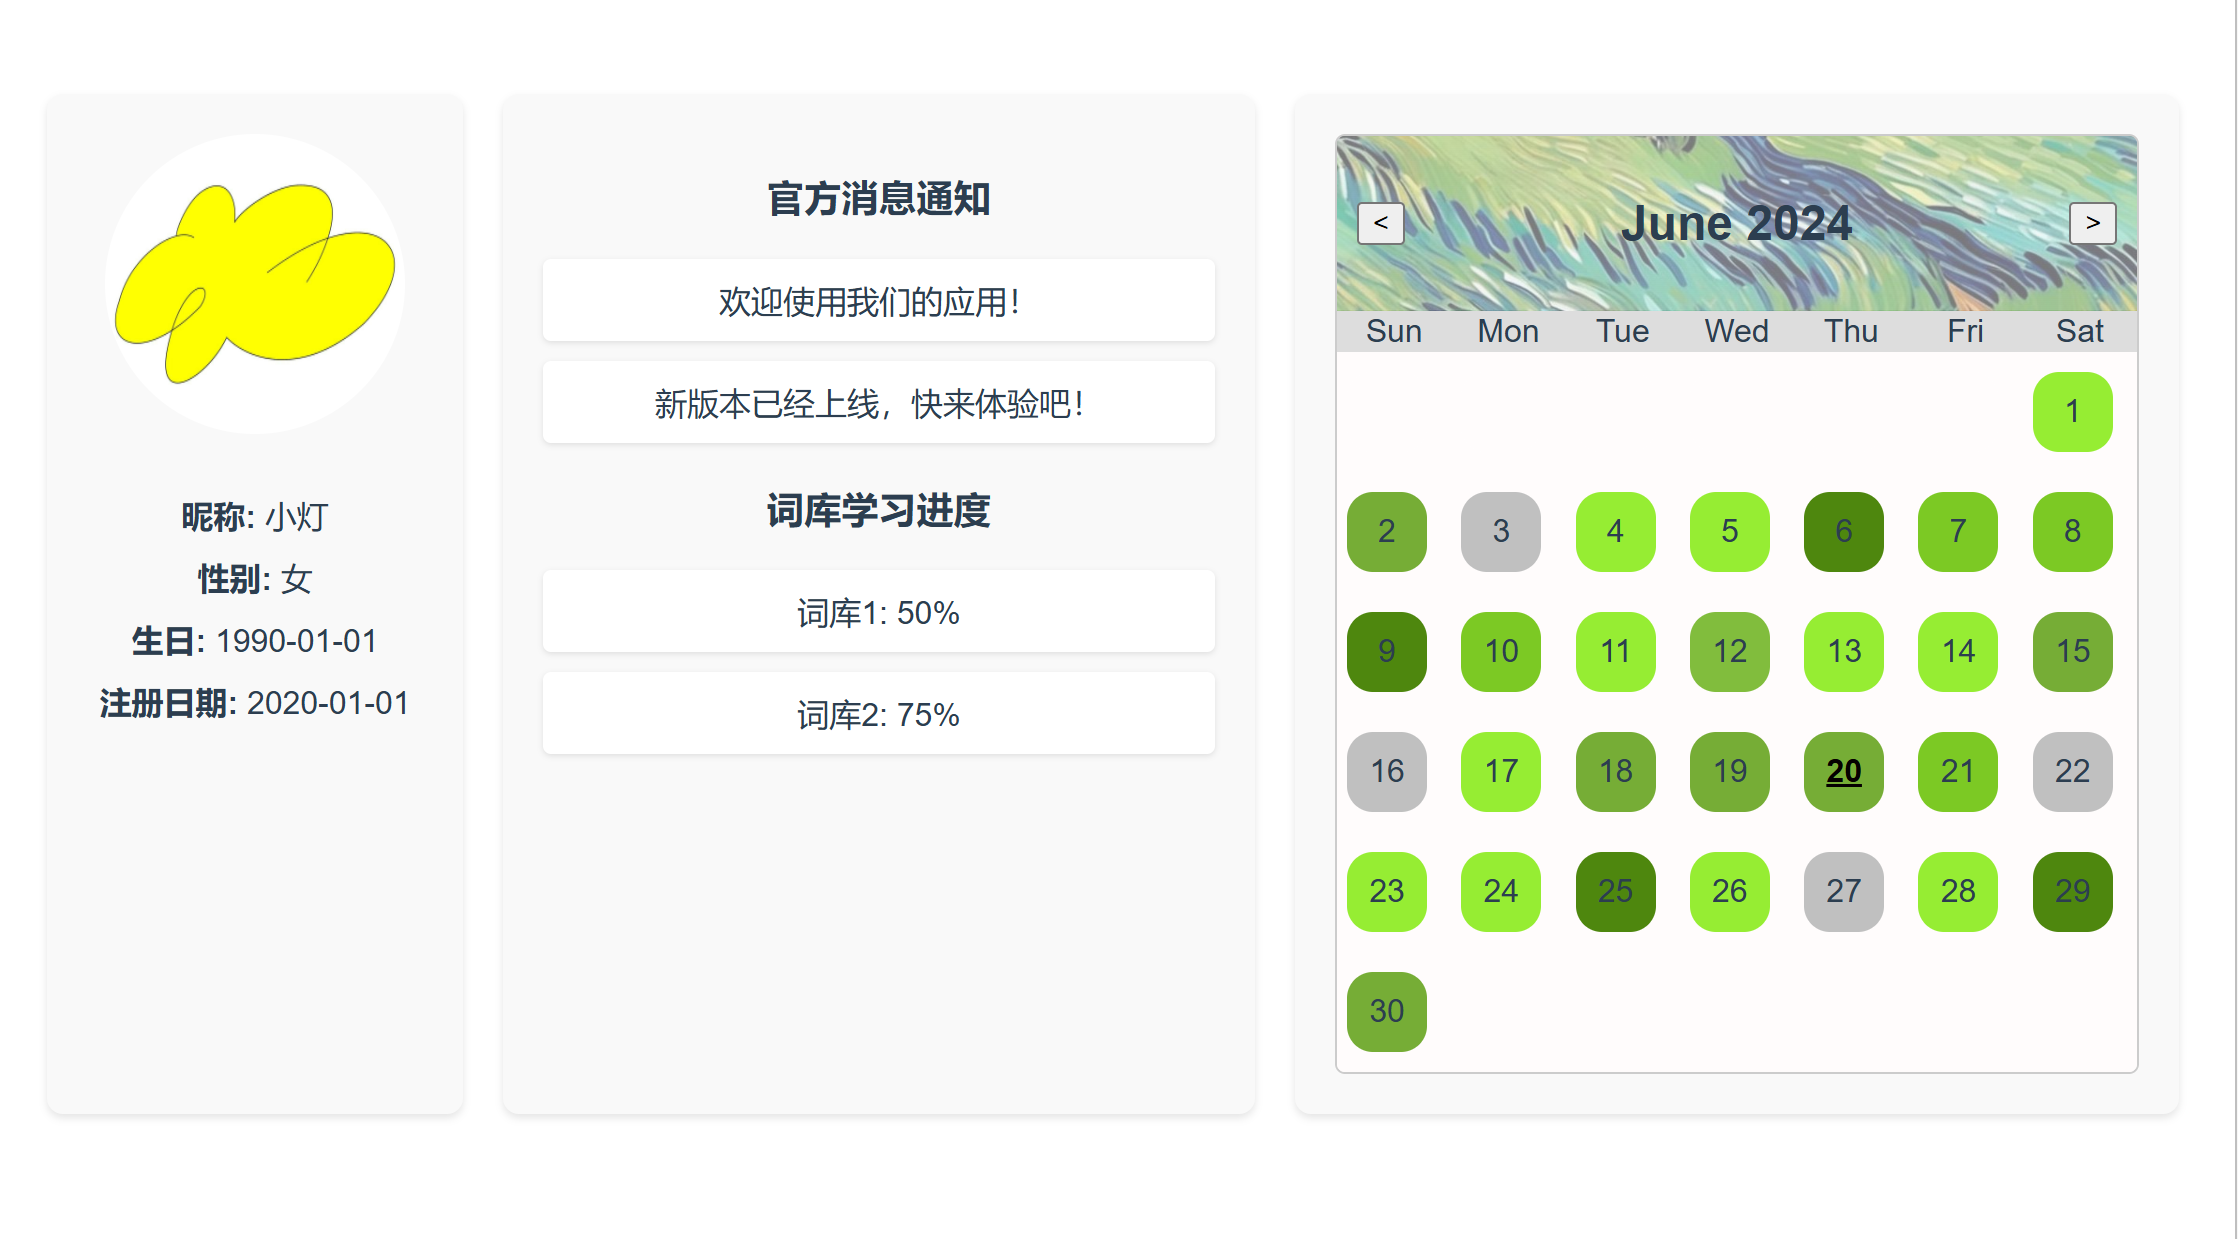 昵称: 小灯
性别: 女
生日: 1990-01-01
注册日期: 2020-01-01
官方消息通知
欢迎使用我们的应用！
新版本已经上线，快来体验吧！
词库学习进度
词库1: 50%
词库2: 75%
< June 2024 >
Sun Mon Tue Wed Thu Fri Sat
1
2 3 4 5 6 7 8
9 10 11 12 13 14 15
16 17 18 19 20 21 22
23 24 25 26 27 28 29
30